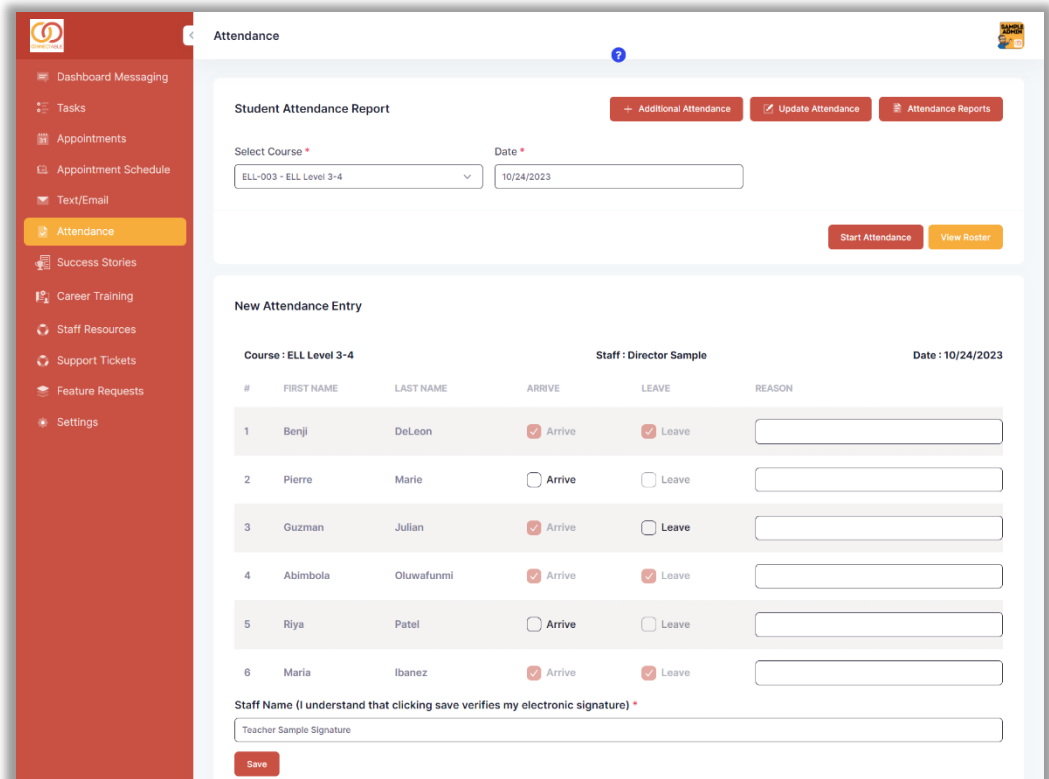 CONNECTABLE
Attendance
SAMPLE
ADMIN
?
Dashboard Messaging
Tasks
Appointments
Appointment Schedule
Text/Email
Attendance
Success Stories
Career Training
Staff Resources
Support Tickets
Feature Requests
Settings
Student Attendance Report
+ Additional Attendance
Update Attendance
Attendance Reports
Select Course * Date *
ELL-003 - ELL Level 3-4 10/24/2023
Start Attendance View Roster
New Attendance Entry
Course : ELL Level 3-4 Staff : Director Sample Date : 10/24/2023
# FIRST NAME LAST NAME ARRIVE LEAVE REASON
1 Benji DeLeon Arrive Leave
2 Pierre Marie Arrive Leave
3 Guzman Julian Arrive Leave
4 Abimbola Oluwafunmi Arrive Leave
5 Riya Patel Arrive Leave
6 Maria Ibanez Arrive Leave
Staff Name (I understand that clicking save verifies my electronic signature) *
Teacher Sample Signature
Save